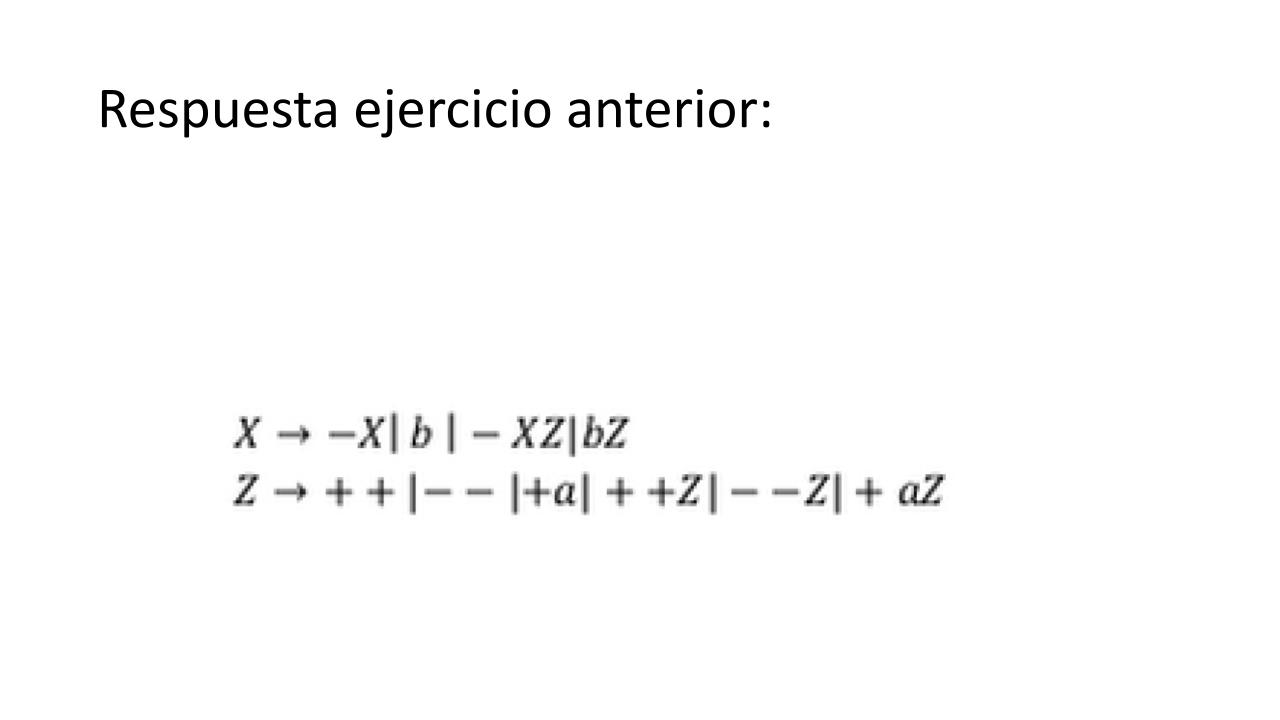 Respuesta ejercicio anterior:
X → −X| b | − XZ|bZ
Z → + + |− − |+a| + +Z| − −Z| + aZ